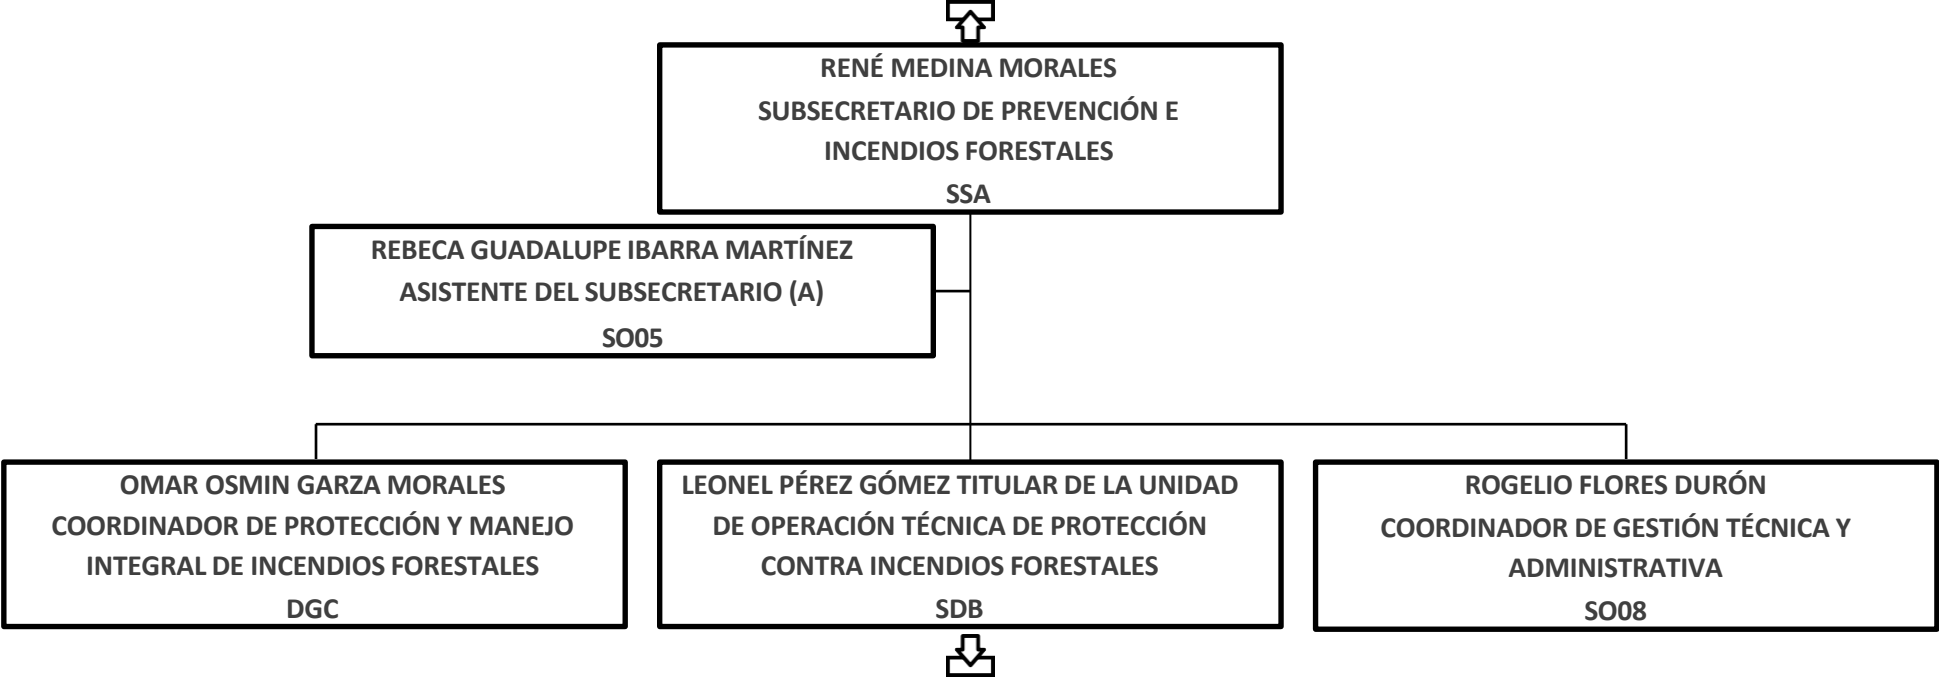 RENÉ MEDINA MORALES
SUBSECRETARIO DE PREVENCIÓN E
INCENDIOS FORESTALES
SSA
REBECA GUADALUPE IBARRA MARTÍNEZ
ASISTENTE DEL SUBSECRETARIO (A)
SO05
OMAR OSMIN GARZA MORALES
COORDINADOR DE PROTECCIÓN Y MANEJO
INTEGRAL DE INCENDIOS FORESTALES
DGC
LEONEL PÉREZ GÓMEZ TITULAR DE LA UNIDAD
DE OPERACIÓN TÉCNICA DE PROTECCIÓN
CONTRA INCENDIOS FORESTALES
SDB
ROGELIO FLORES DURÓN
COORDINADOR DE GESTIÓN TÉCNICA Y
ADMINISTRATIVA
SO08